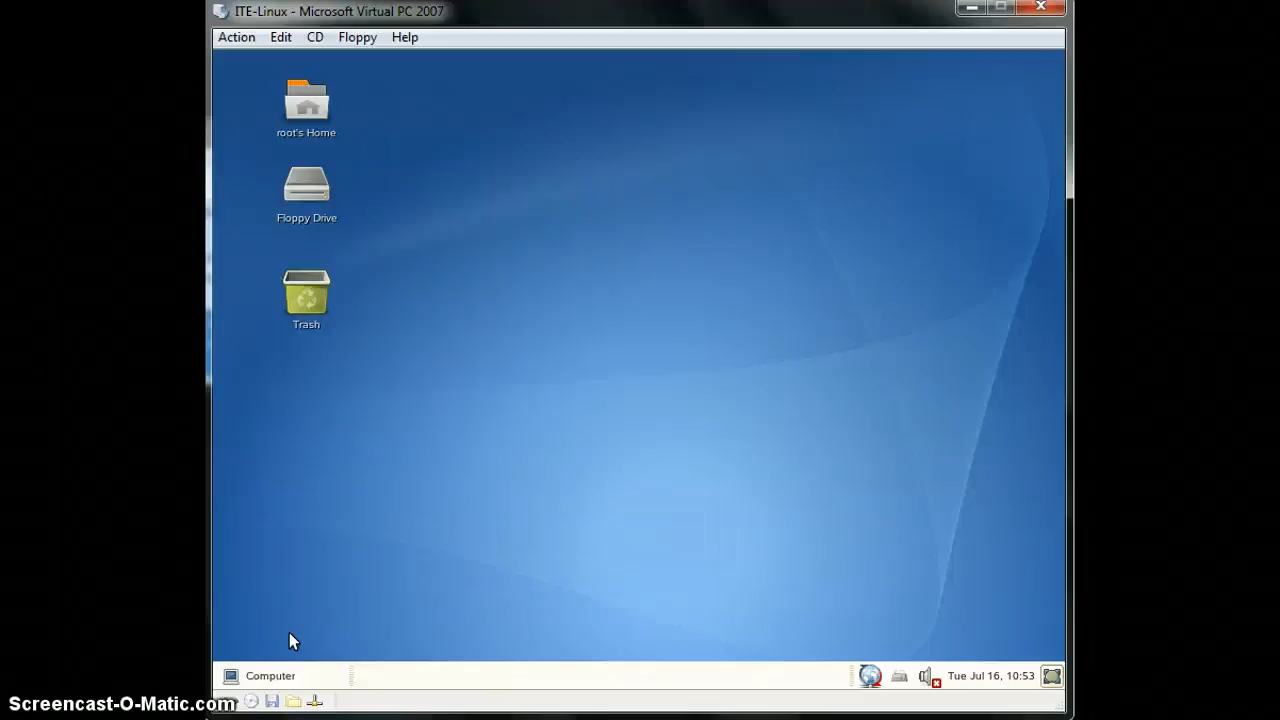 ITE-Linux - Microsoft Virtual PC 2007
Action Edit CD Floppy Help
root's Home
Floppy Drive
Trash
Computer
Tue Jul 16, 10:53
Screencast-O-Matic.com